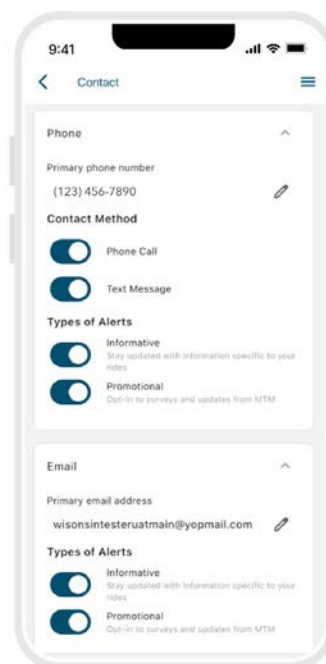 9:41
Contact
Phone
Primary phone number
(123) 456-7890
Contact Method
Phone Call
Text Message
Types of Alerts
Informative
Stay updated with information specific to your
rides
Promotional
Opt-in to surveys and updates from MTM
Email
Primary email address
wisonsintesteruatmain@yopmail.com
Types of Alerts
Informative
Stay updated with information specific to your
rides
Promotional
Opt-in to surveys and updates from MTM